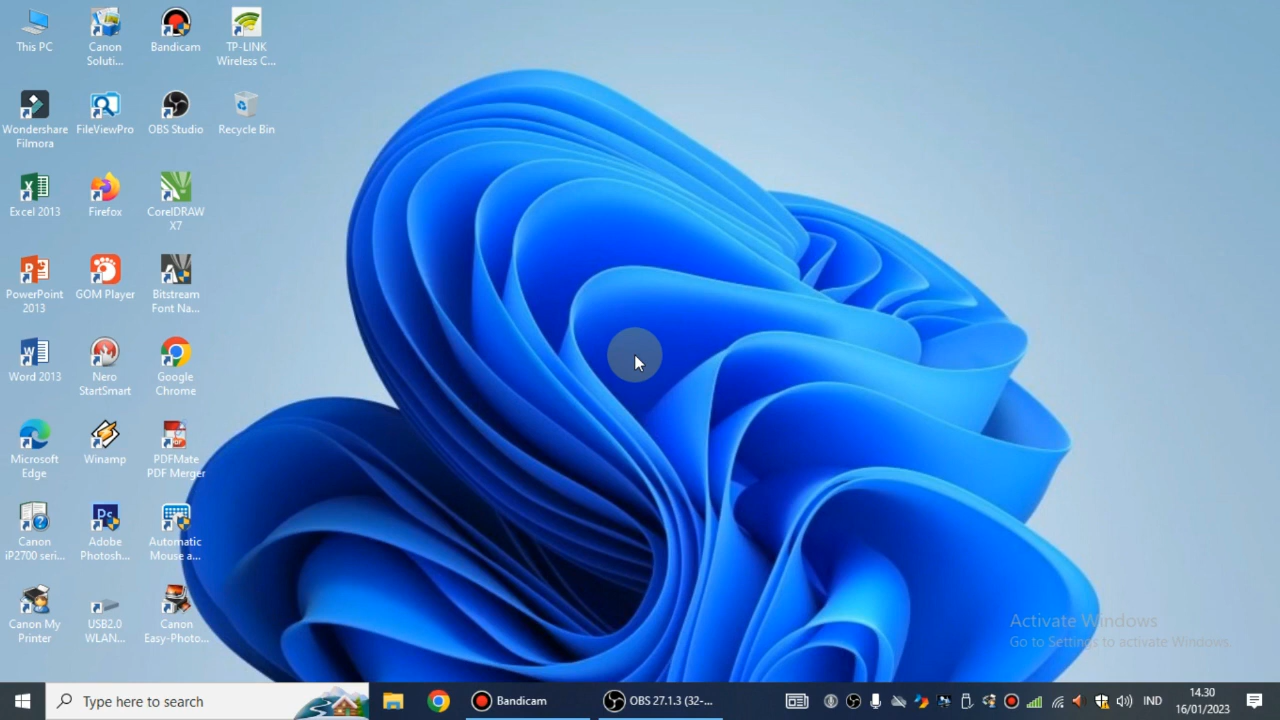 This PC
Canon
Soluti...
Bandicam
TP-LINK
Wireless C...
Wondershare
Filmora
FileViewPro
OBS Studio
Recycle Bin
Excel 2013
Firefox
CorelDRAW
X7
PowerPoint
2013
GOM Player
Bitstream
Font Na...
Word 2013
Nero
StartSmart
Google
Chrome
Microsoft
Edge
Winamp
PDFMate
PDF Merger
Canon
iP2700 seri...
Adobe
Photosh...
Automatic
Mouse a...
Canon My
Printer
USB2.0
WLAN...
Canon
Easy-Photo...
Activate Windows
Go to Settings to activate Windows.
Type here to search
Bandicam
OBS 27.1.3 (32-...
IND
14.30
16/01/2023